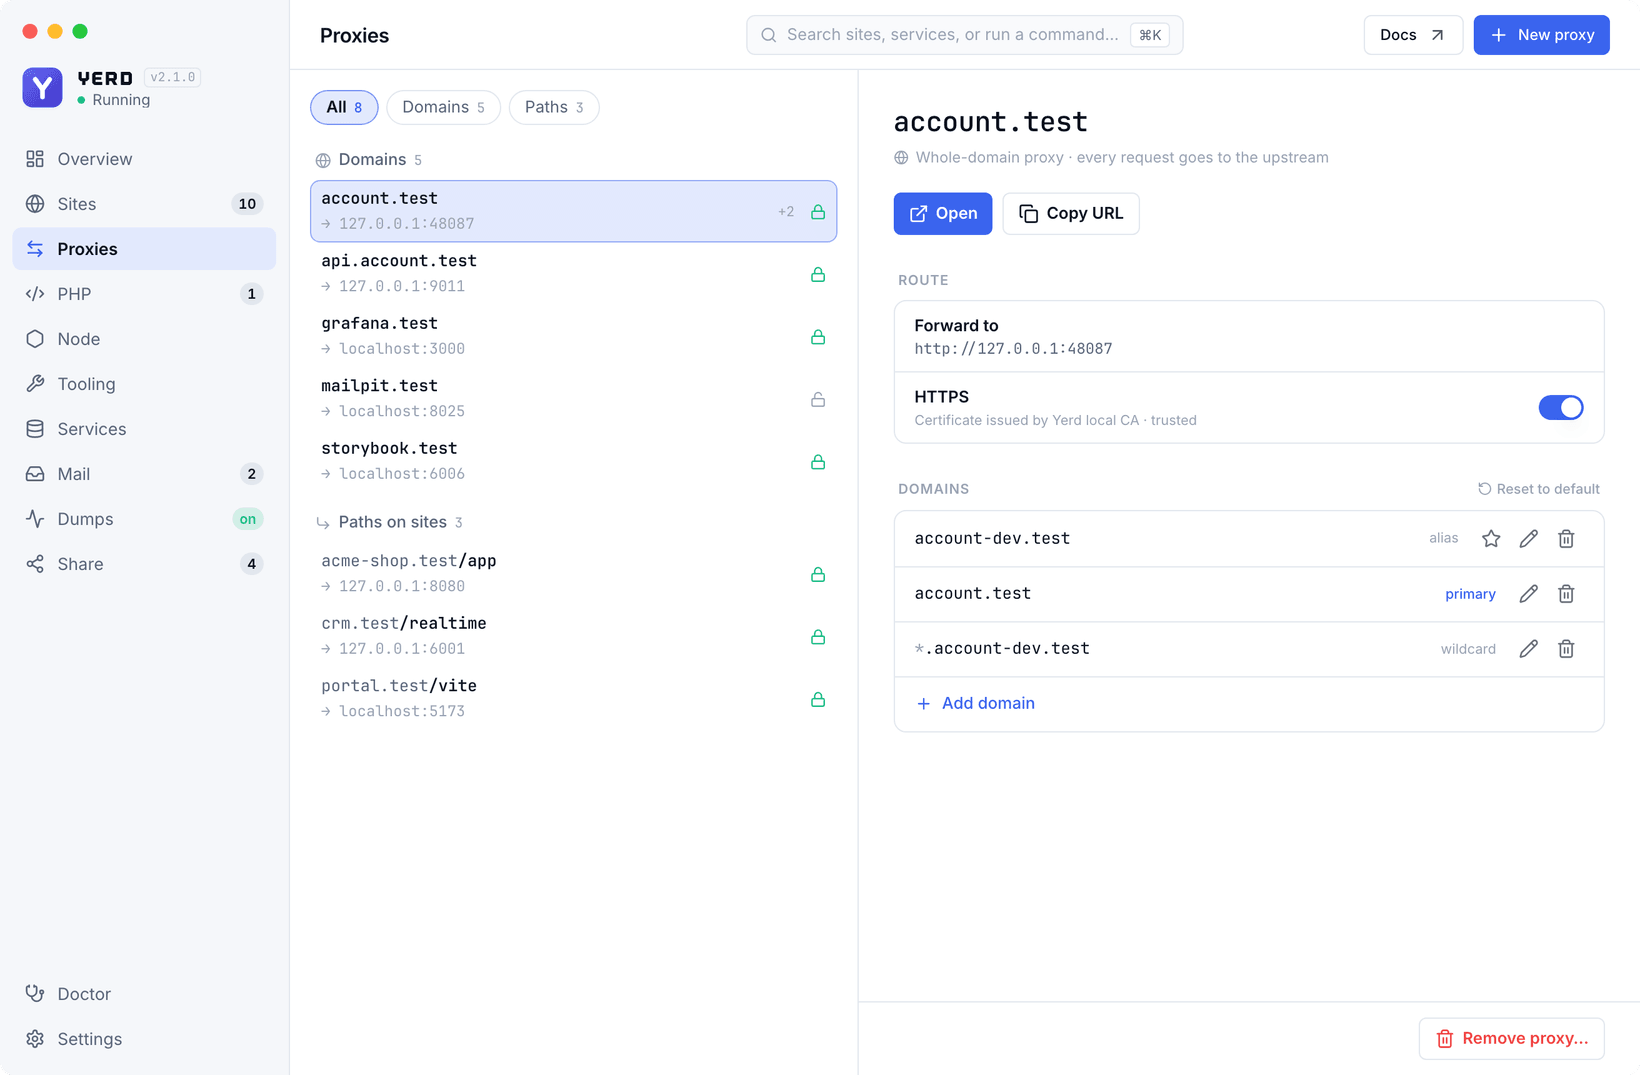 YERD v2.1.0
Running
Overview
Sites 10
Proxies
PHP 1
Node
Tooling
Services
Mail 2
Dumps on
Share 4
Doctor
Settings
Proxies
Search sites, services, or run a command... ⌘K
Docs
New proxy
All 8
Domains 5
Paths 3
Domains 5
account.test
→ 127.0.0.1:48087
+2
api.account.test
→ 127.0.0.1:9011
grafana.test
→ localhost:3000
mailpit.test
→ localhost:8025
storybook.test
→ localhost:6006
Paths on sites 3
acme-shop.test/app
→ 127.0.0.1:8080
crm.test/realtime
→ 127.0.0.1:6001
portal.test/vite
→ localhost:5173
account.test
Whole-domain proxy · every request goes to the upstream
Open
Copy URL
ROUTE
Forward to
http://127.0.0.1:48087
HTTPS
Certificate issued by Yerd local CA · trusted
DOMAINS
Reset to default
account-dev.test alias
account.test primary
*.account-dev.test wildcard
+ Add domain
Remove proxy...